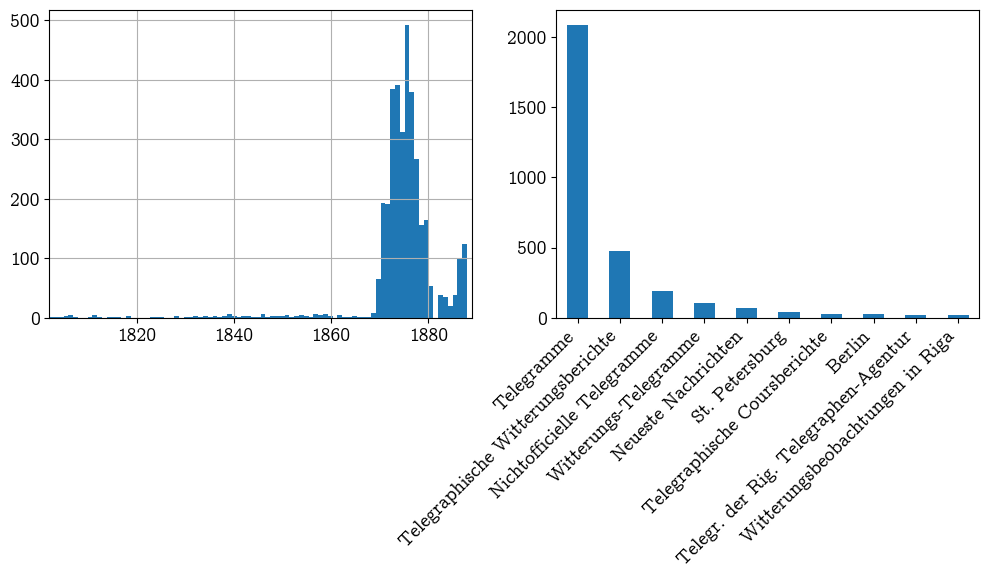 500
400
300
200
100
0
1820
1840
1860
1880
2000
1500
1000
500
0
Telegramme
Telegraphische Witterungsberichte
Nichtofficielle Telegramme
Witterungs-Telegramme
Neueste Nachrichten
St. Petersburg
Telegraphische Coursberichte
Berlin
Telegr. der Rig. Telegraphen-Agentur
Witterungsbeobachtungen in Riga